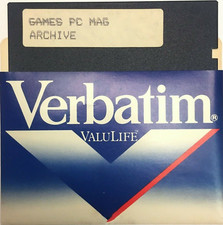 GAMES PC MAG
ARCHIVE
Verbatim®
VALULIFE®